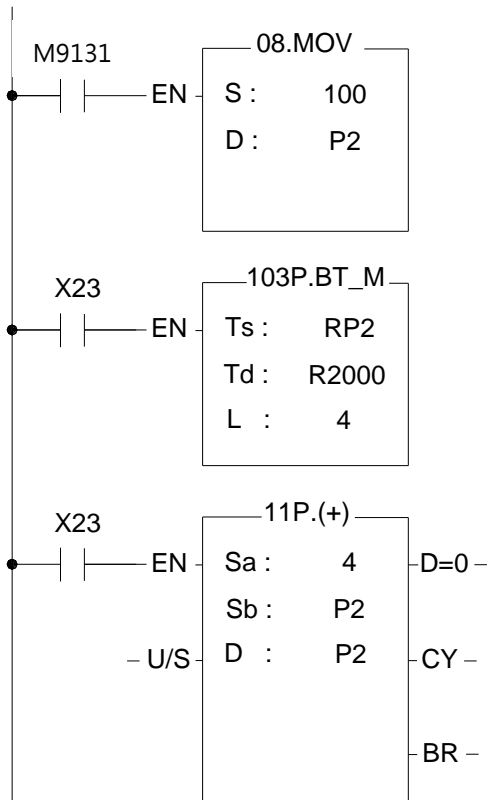 08.MOV
M9131
EN
S : 100
D : P2
103P.BT_M
X23
EN
Ts : RP2
Td : R2000
L : 4
11P.(+)
X23
EN
Sa : 4
D=0
Sb : P2
U/S
D : P2
CY
BR